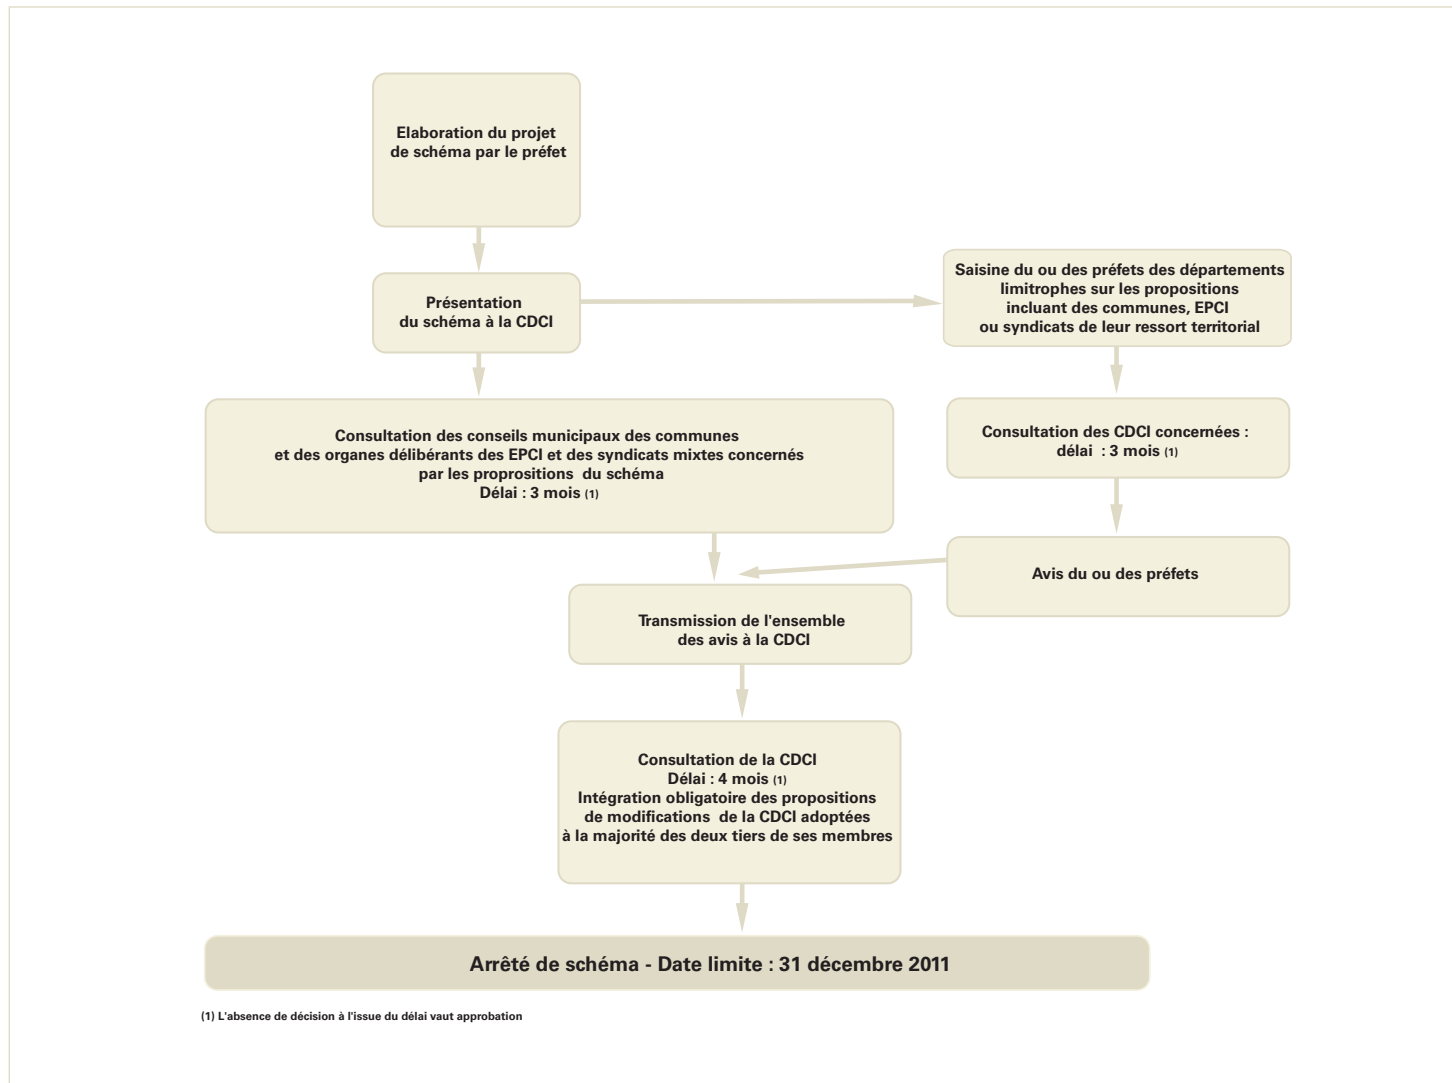 Elaboration du projet
de schéma par le préfet
Présentation
du schéma à la CDCI
Saisine du ou des préfets des départements
limitrophes sur les propositions
incluant des communes, EPCI
ou syndicats de leur ressort territorial
Consultation des conseils municipaux des communes
et des organes délibérants des EPCI et des syndicats mixtes concernés
par les proprositions du schéma
Délai : 3 mois (1)
Consultation des CDCI concernées :
délai : 3 mois (1)
Avis du ou des préfets
Transmission de l'ensemble
des avis à la CDCI
Consultation de la CDCI
Délai : 4 mois (1)
Intégration obligatoire des propositions
de modifications de la CDCI adoptées
à la majorité des deux tiers de ses membres
Arrêté de schéma - Date limite : 31 décembre 2011
(1) L'absence de décision à l'issue du délai vaut approbation